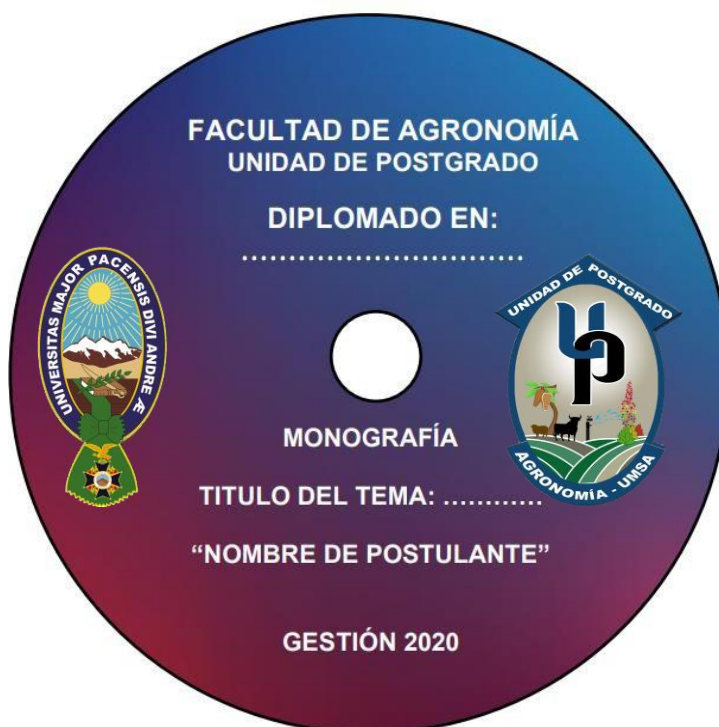 FACULTAD DE AGRONOMÍA
UNIDAD DE POSTGRADO
DIPLOMADO EN:
..............................
UNIVERSITAS MAJOR PACENSIS DIVI ANDRE Æ
UNIDAD DE POSTGRADO
UP
AGRONOMÍA - UMSA
MONOGRAFÍA
TITULO DEL TEMA: ............
“NOMBRE DE POSTULANTE”
GESTIÓN 2020